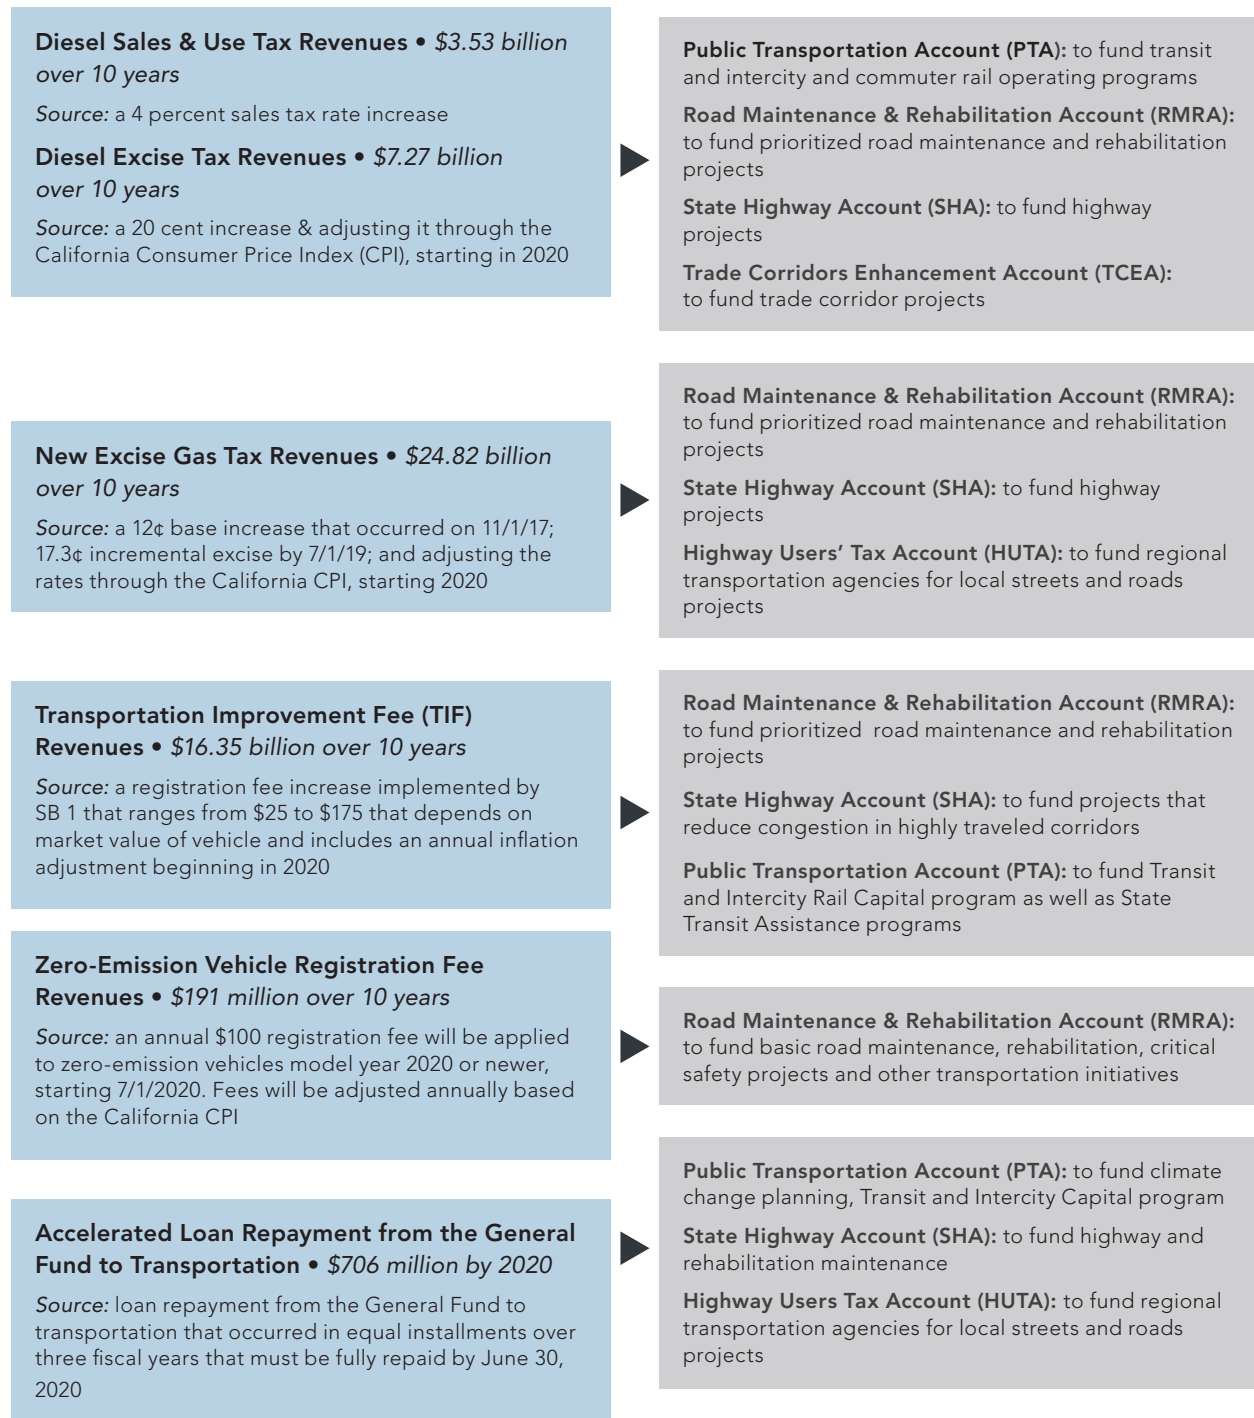 Diesel Sales & Use Tax Revenues • $3.53 billion
over 10 years
Source: a 4 percent sales tax rate increase
Diesel Excise Tax Revenues • $7.27 billion
over 10 years
Source: a 20 cent increase & adjusting it through the
California Consumer Price Index (CPI), starting in 2020
Public Transportation Account (PTA): to fund transit
and intercity and commuter rail operating programs
Road Maintenance & Rehabilitation Account (RMRA):
to fund prioritized road maintenance and rehabilitation
projects
State Highway Account (SHA): to fund highway
projects
Trade Corridors Enhancement Account (TCEA):
to fund trade corridor projects
New Excise Gas Tax Revenues • $24.82 billion
over 10 years
Source: a 12¢ base increase that occurred on 11/1/17;
17.3¢ incremental excise by 7/1/19; and adjusting the
rates through the California CPI, starting 2020
Road Maintenance & Rehabilitation Account (RMRA):
to fund prioritized road maintenance and rehabilitation
projects
State Highway Account (SHA): to fund highway
projects
Highway Users’ Tax Account (HUTA): to fund regional
transportation agencies for local streets and roads
projects
Transportation Improvement Fee (TIF)
Revenues • $16.35 billion over 10 years
Source: a registration fee increase implemented by
SB 1 that ranges from $25 to $175 that depends on
market value of vehicle and includes an annual inflation
adjustment beginning in 2020
Road Maintenance & Rehabilitation Account (RMRA):
to fund prioritized road maintenance and rehabilitation
projects
State Highway Account (SHA): to fund projects that
reduce congestion in highly traveled corridors
Public Transportation Account (PTA): to fund Transit
and Intercity Rail Capital program as well as State
Transit Assistance programs
Zero-Emission Vehicle Registration Fee
Revenues • $191 million over 10 years
Source: an annual $100 registration fee will be applied
to zero-emission vehicles model year 2020 or newer,
starting 7/1/2020. Fees will be adjusted annually based
on the California CPI
Road Maintenance & Rehabilitation Account (RMRA):
to fund basic road maintenance, rehabilitation, critical
safety projects and other transportation initiatives
Accelerated Loan Repayment from the General
Fund to Transportation • $706 million by 2020
Source: loan repayment from the General Fund to
transportation that occurred in equal installments over
three fiscal years that must be fully repaid by June 30,
2020
Public Transportation Account (PTA): to fund climate
change planning, Transit and Intercity Capital program
State Highway Account (SHA): to fund highway and
rehabilitation maintenance
Highway Users Tax Account (HUTA): to fund regional
transportation agencies for local streets and roads
projects